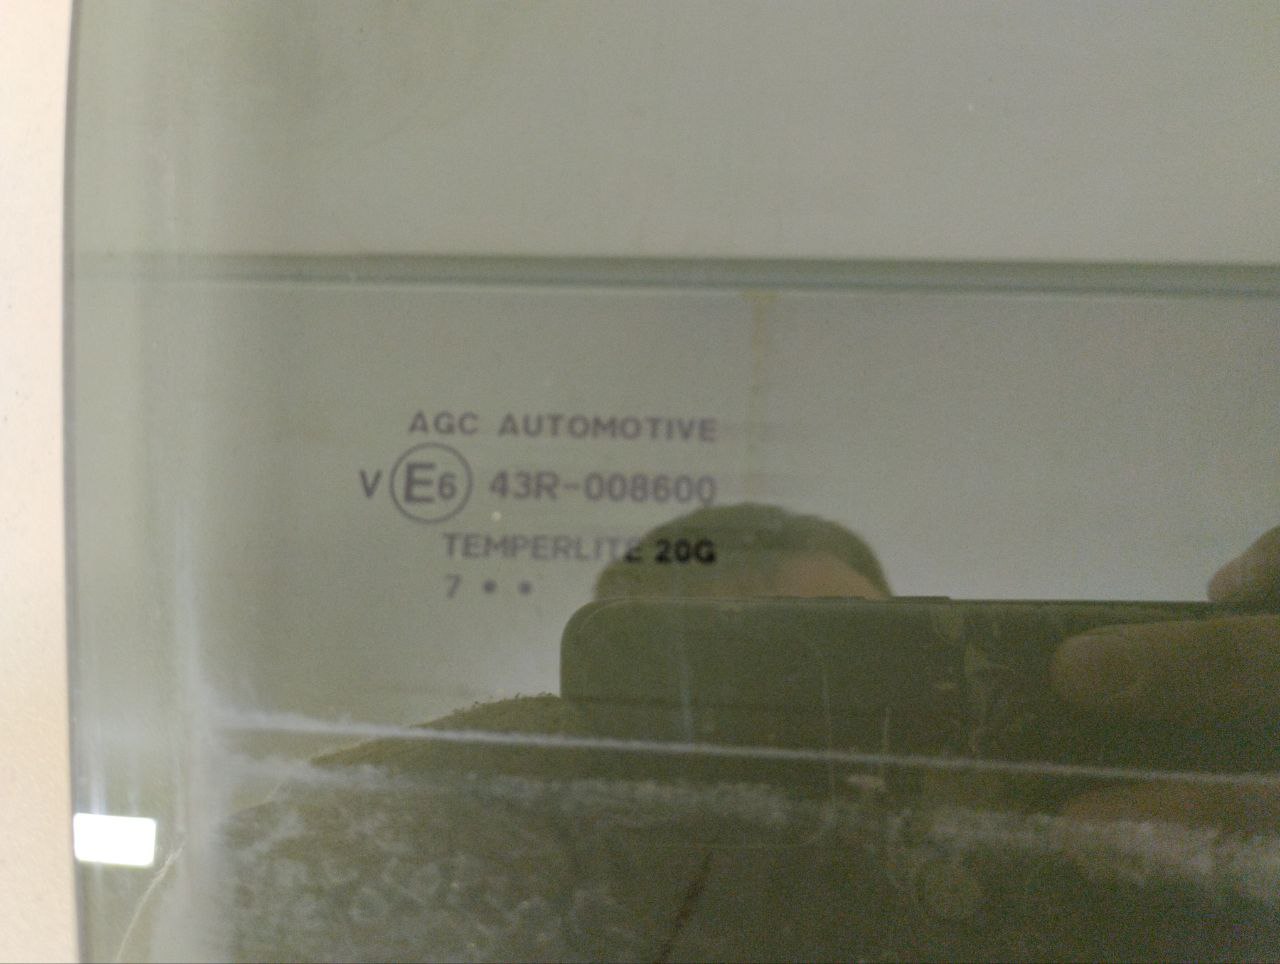 AGC AUTOMOTIVE
V E6 43R-008600
TEMPERLITE 20G
7 • •